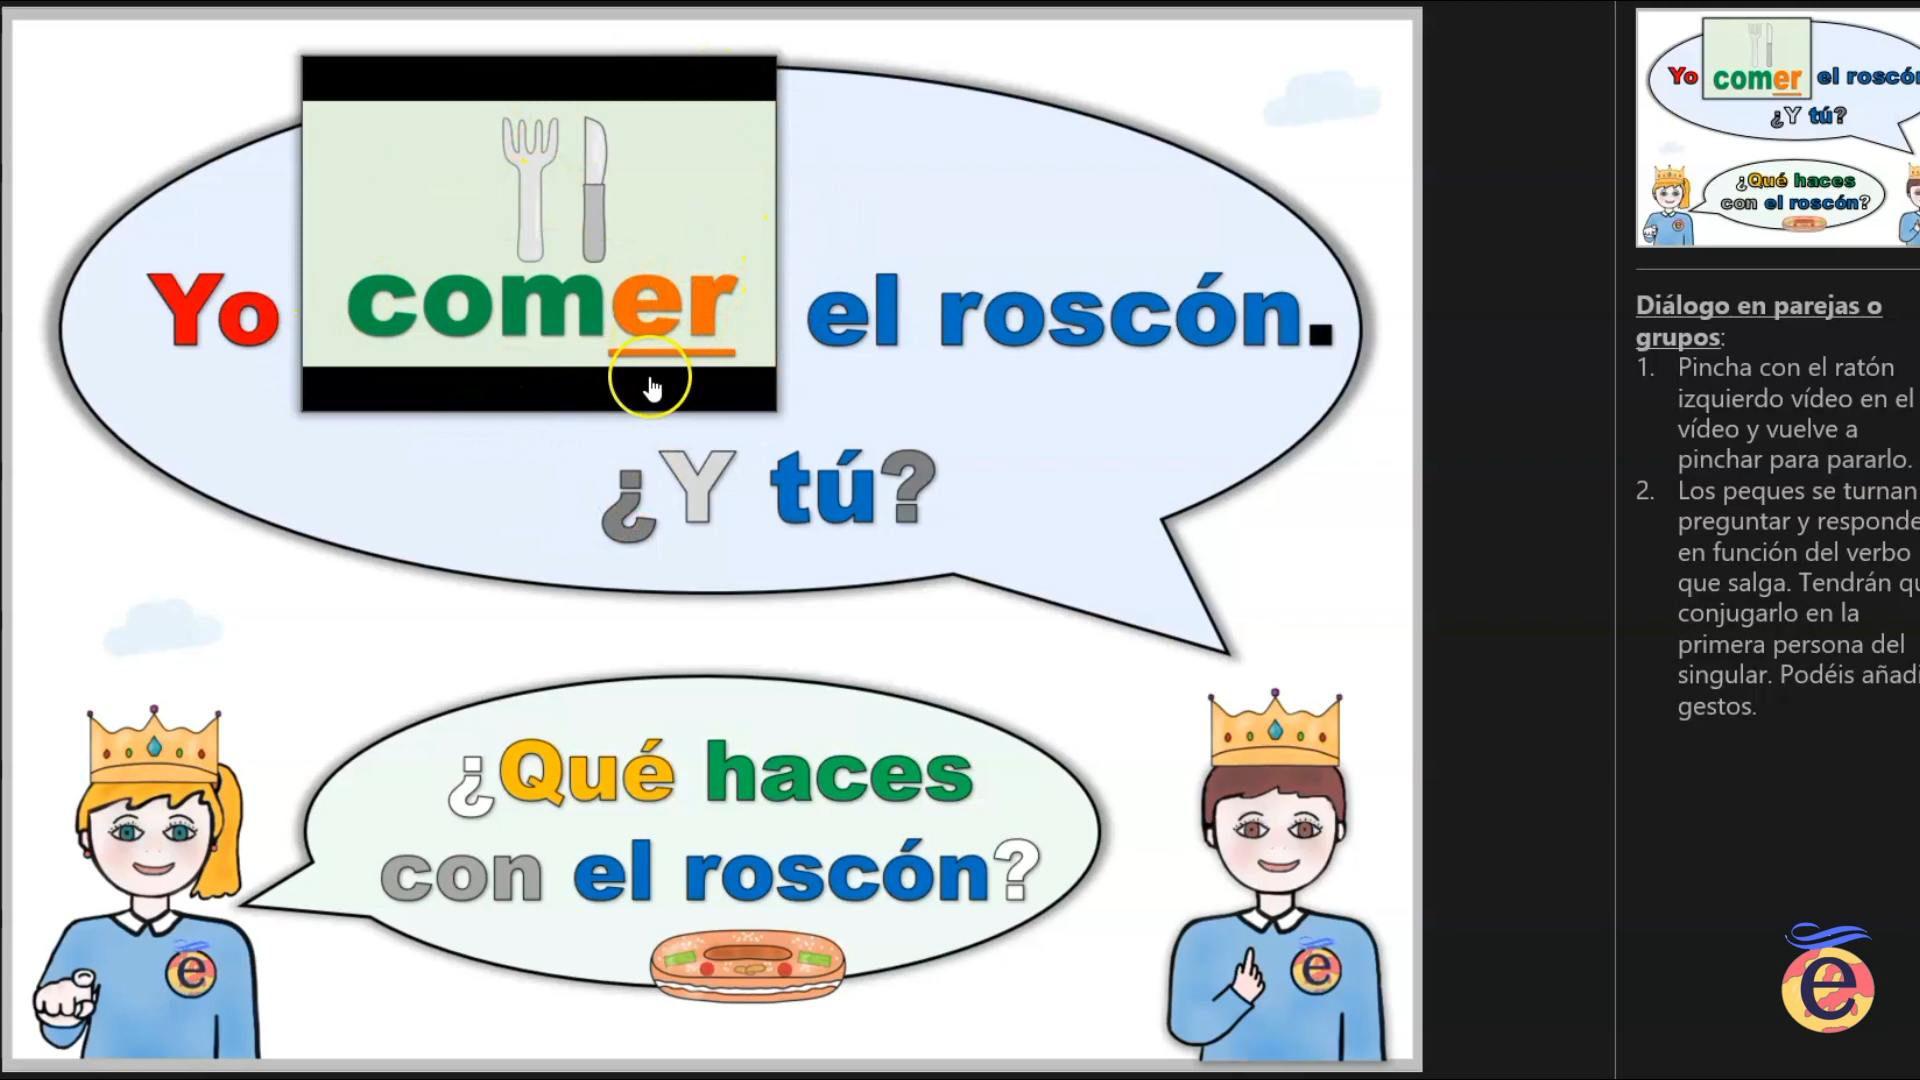 Yo comer el roscón.
¿Y tú?
¿Qué haces
con el roscón?
e
e
Yo comer el roscó
¿Y tú?
¿Qué haces
con el roscón?
Diálogo en parejas o
grupos:
1. Pincha con el ratón
izquierdo vídeo en el
vídeo y vuelve a
pinchar para pararlo.
2. Los peques se turnan
preguntar y responde
en función del verbo
que salga. Tendrán qu
conjugarlo en la
primera persona del
singular. Podéis añadi
gestos.
e